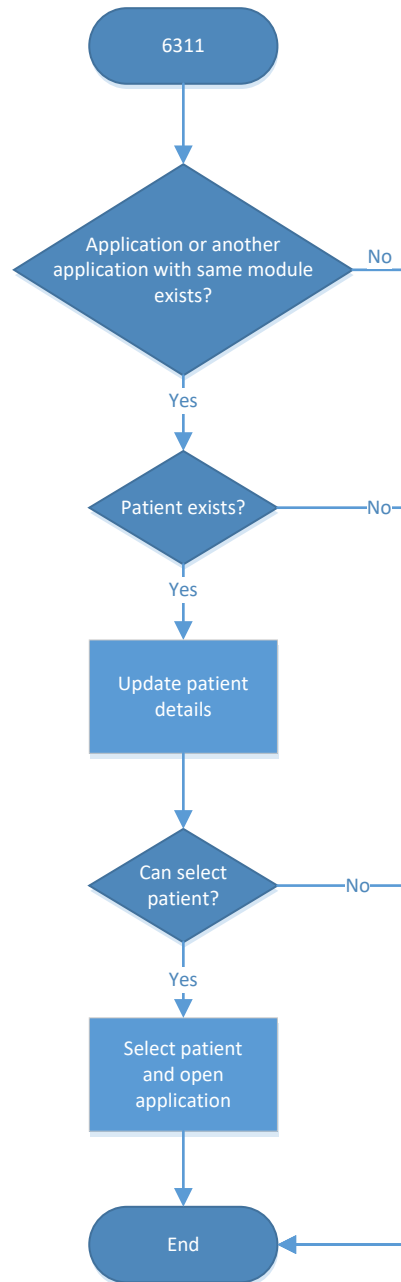 6311
Application or another
application with same module
exists?
No
Yes
Patient exists?
No
Yes
Update patient
details
Can select
patient?
No
Yes
Select patient
and open
application
End